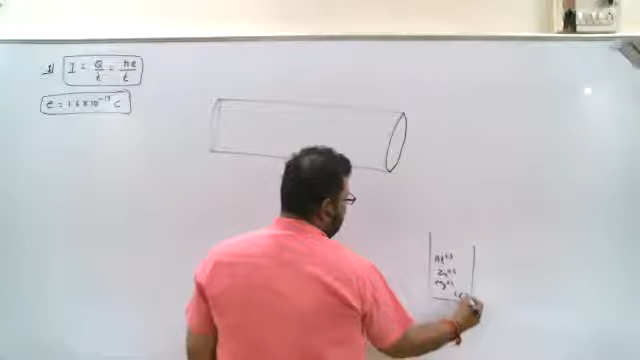 1) I = Q/t = ne/t
e = 1.6 × 10⁻¹⁹ C
Al⁺³
Zn⁺²
Mg⁺²